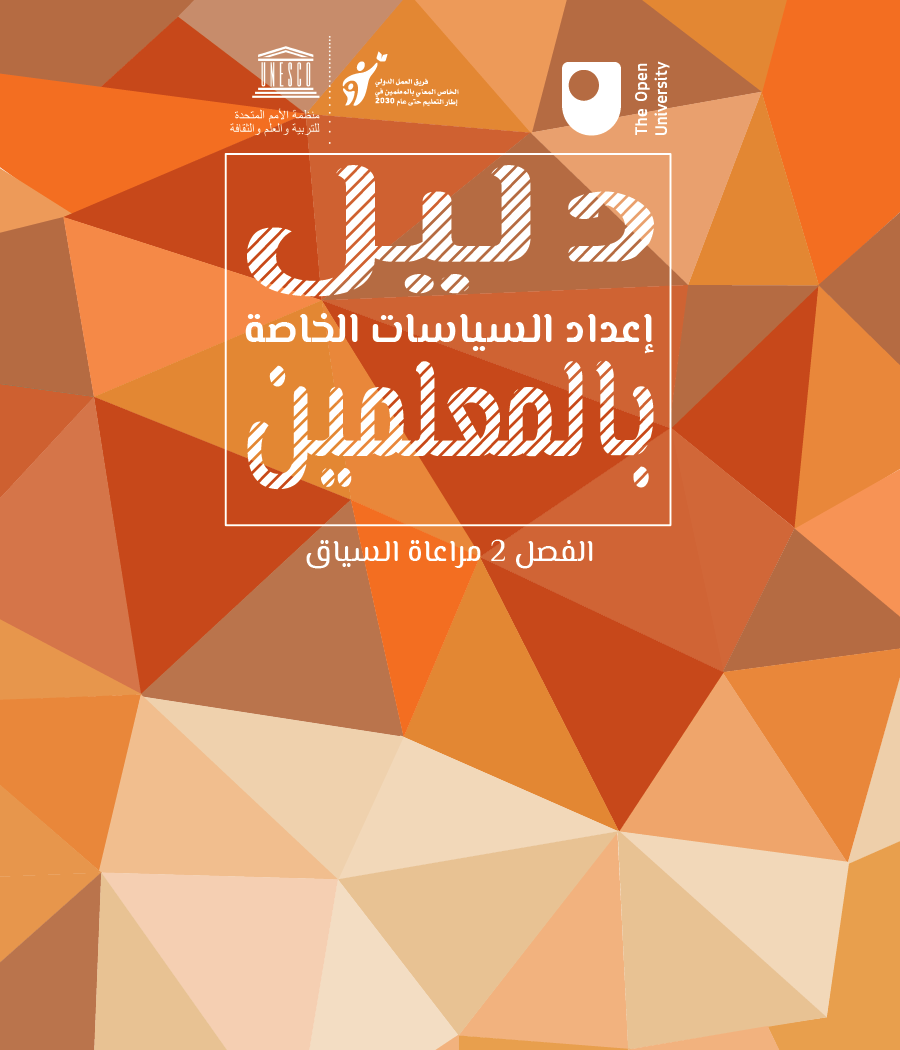 The Open
University
فريق العمل الدولي
الخاص المعني بالمعلمين في
إطار التعليم حتى عام 2030
UNESCO
منظمة الأمم المتحدة
للتربية والعلم والثقافة
دليل
إعداد السياسات الخاصة
بالمعلمين
الفصل 2 مراعاة السياق